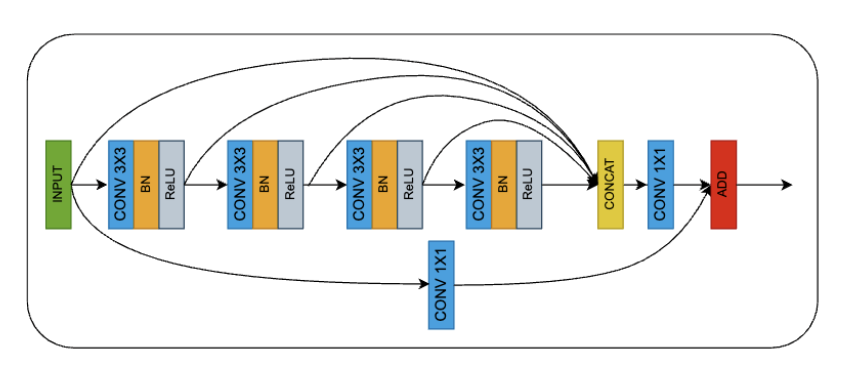 INPUT
CONV 3X3
BN
ReLU
CONV 3X3
BN
ReLU
CONV 3X3
BN
ReLU
CONV 3X3
BN
ReLU
CONCAT
CONV 1X1
ADD
CONV 1X1